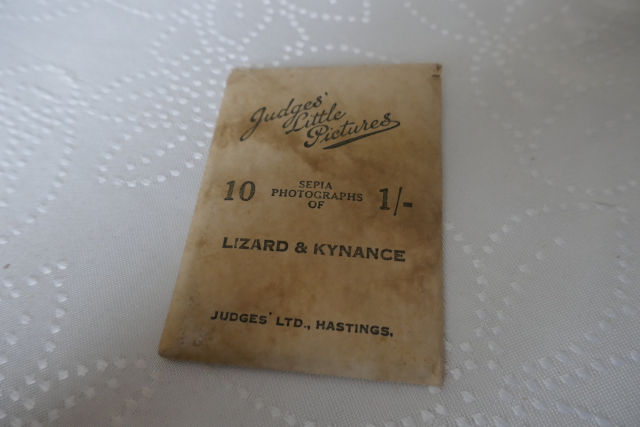 Judges'
Little
Pictures
10 SEPIA PHOTOGRAPHS OF 1/-
LIZARD & KYNANCE
JUDGES' LTD., HASTINGS.